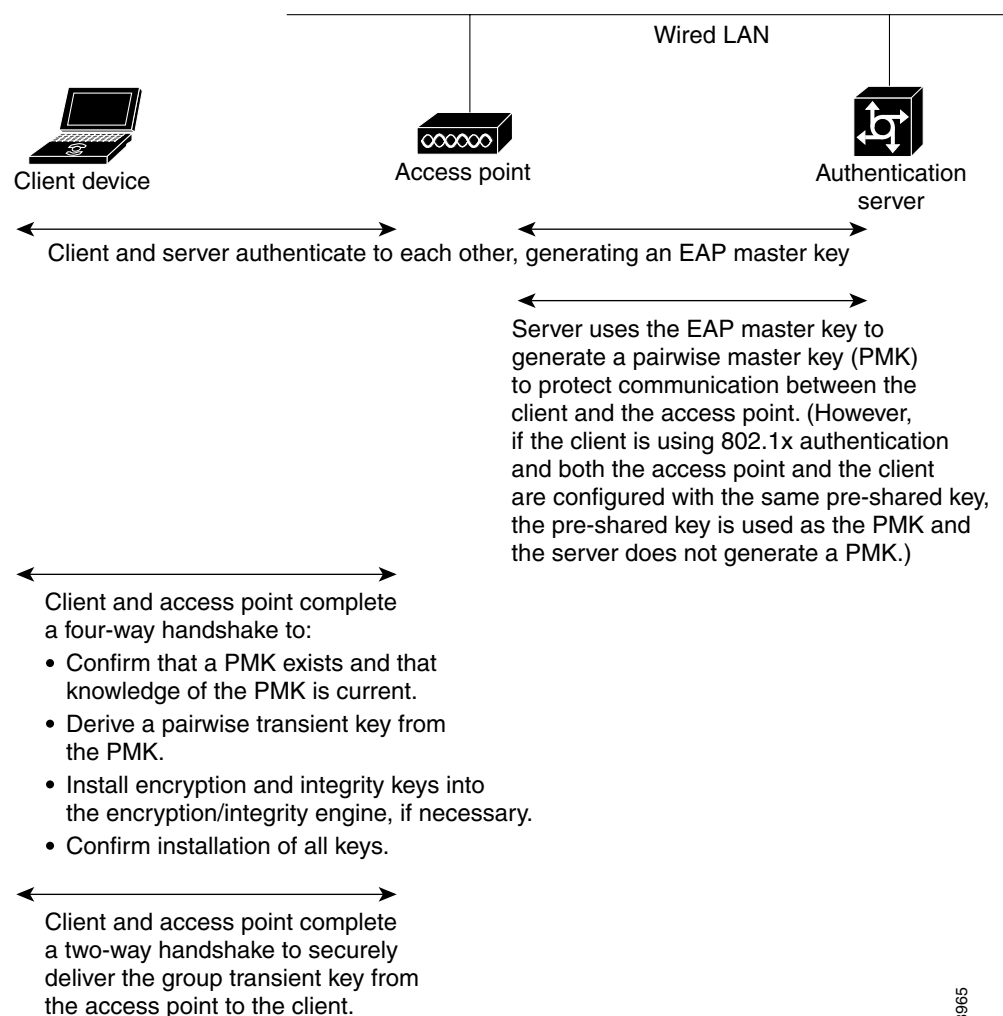 Wired LAN
Client device
Access point
Authentication
server
Client and server authenticate to each other, generating an EAP master key
Server uses the EAP master key to
generate a pairwise master key (PMK)
to protect communication between the
client and the access point. (However,
if the client is using 802.1x authentication
and both the access point and the client
are configured with the same pre-shared key,
the pre-shared key is used as the PMK and
the server does not generate a PMK.)
Client and access point complete
a four-way handshake to:
• Confirm that a PMK exists and that
knowledge of the PMK is current.
• Derive a pairwise transient key from
the PMK.
• Install encryption and integrity keys into
the encryption/integrity engine, if necessary.
• Confirm installation of all keys.
Client and access point complete
a two-way handshake to securely
deliver the group transient key from
the access point to the client.